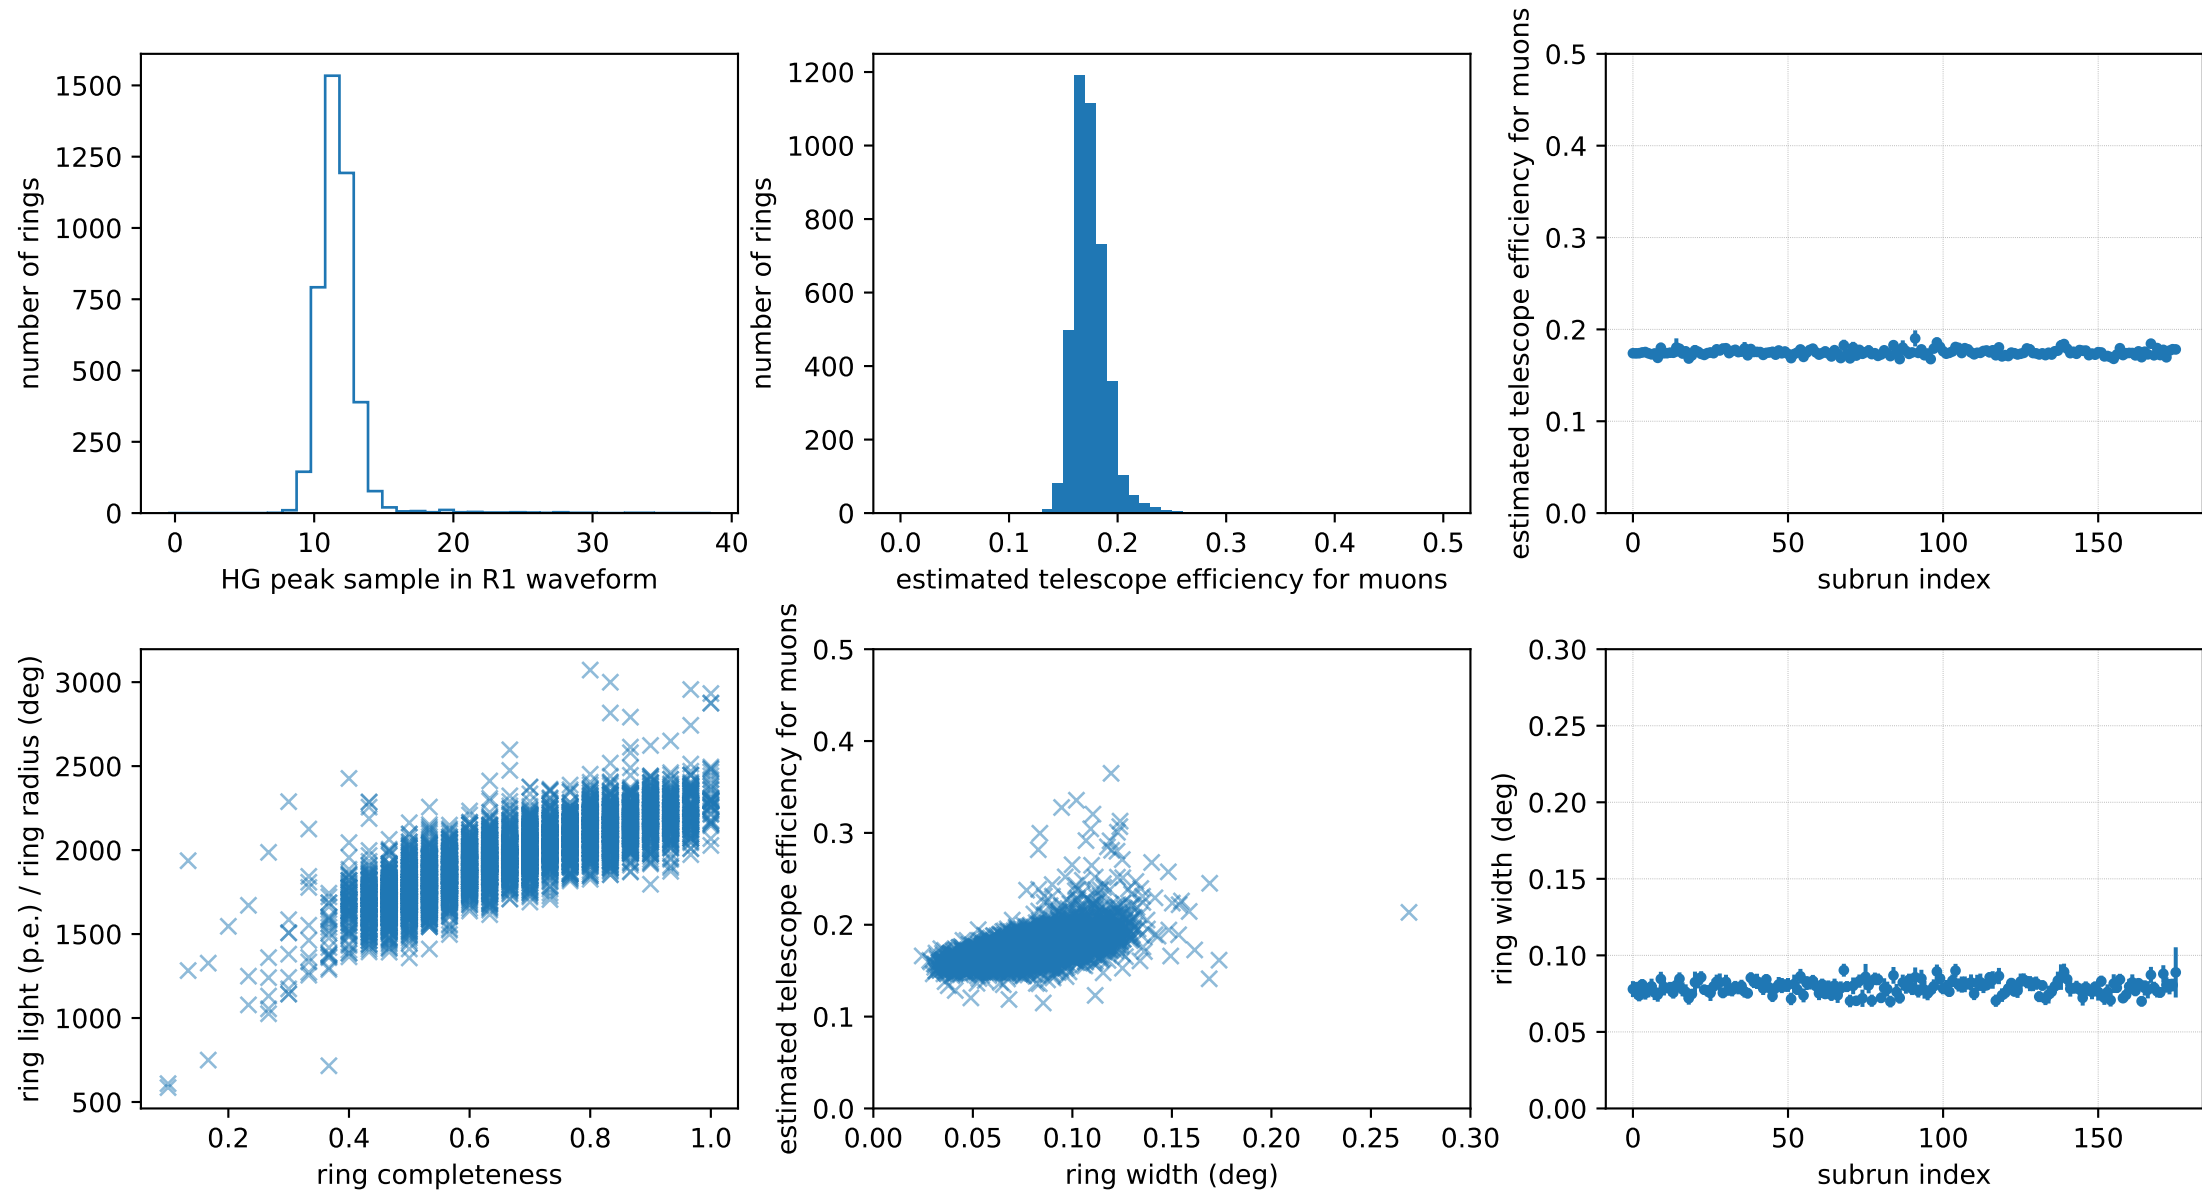 number of rings
1500
1250
1000
750
500
250
0
0 10 20 30 40
HG peak sample in R1 waveform
number of rings
1200
1000
800
600
400
200
0
0.0 0.1 0.2 0.3 0.4 0.5
estimated telescope efficiency for muons
estimated telescope efficiency for muons
0.5
0.4
0.3
0.2
0.1
0.0
0 50 100 150
subrun index
ring light (p.e.) / ring radius (deg)
3000
2500
2000
1500
1000
500
0.2 0.4 0.6 0.8 1.0
ring completeness
estimated telescope efficiency for muons
0.5
0.4
0.3
0.2
0.1
0.0
0.00 0.05 0.10 0.15 0.20 0.25 0.30
ring width (deg)
ring width (deg)
0.30
0.25
0.20
0.15
0.10
0.05
0.00
0 50 100 150
subrun index